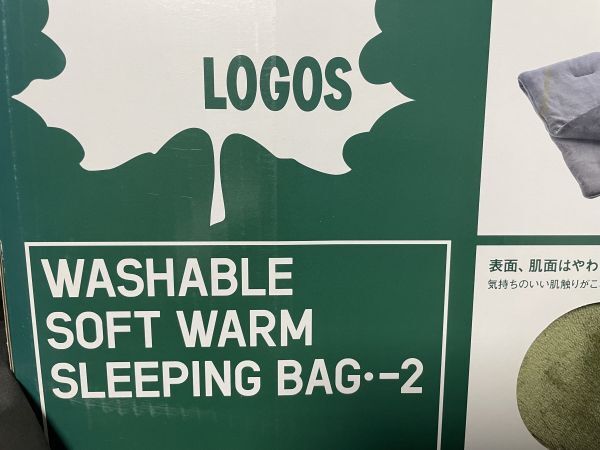 LOGOS
WASHABLE
SOFT WARM
SLEEPING BAG・-2
表面、肌面はやわ
気持ちのいい肌触りがこ